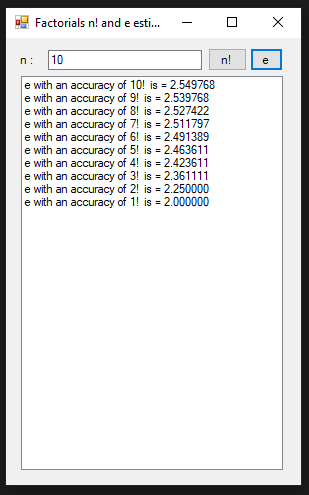 Factorials n! and e esti...
n :
10
n!
e
e with an accuracy of 10! is = 2.549768
e with an accuracy of 9! is = 2.539768
e with an accuracy of 8! is = 2.527422
e with an accuracy of 7! is = 2.511797
e with an accuracy of 6! is = 2.491389
e with an accuracy of 5! is = 2.463611
e with an accuracy of 4! is = 2.423611
e with an accuracy of 3! is = 2.361111
e with an accuracy of 2! is = 2.250000
e with an accuracy of 1! is = 2.000000